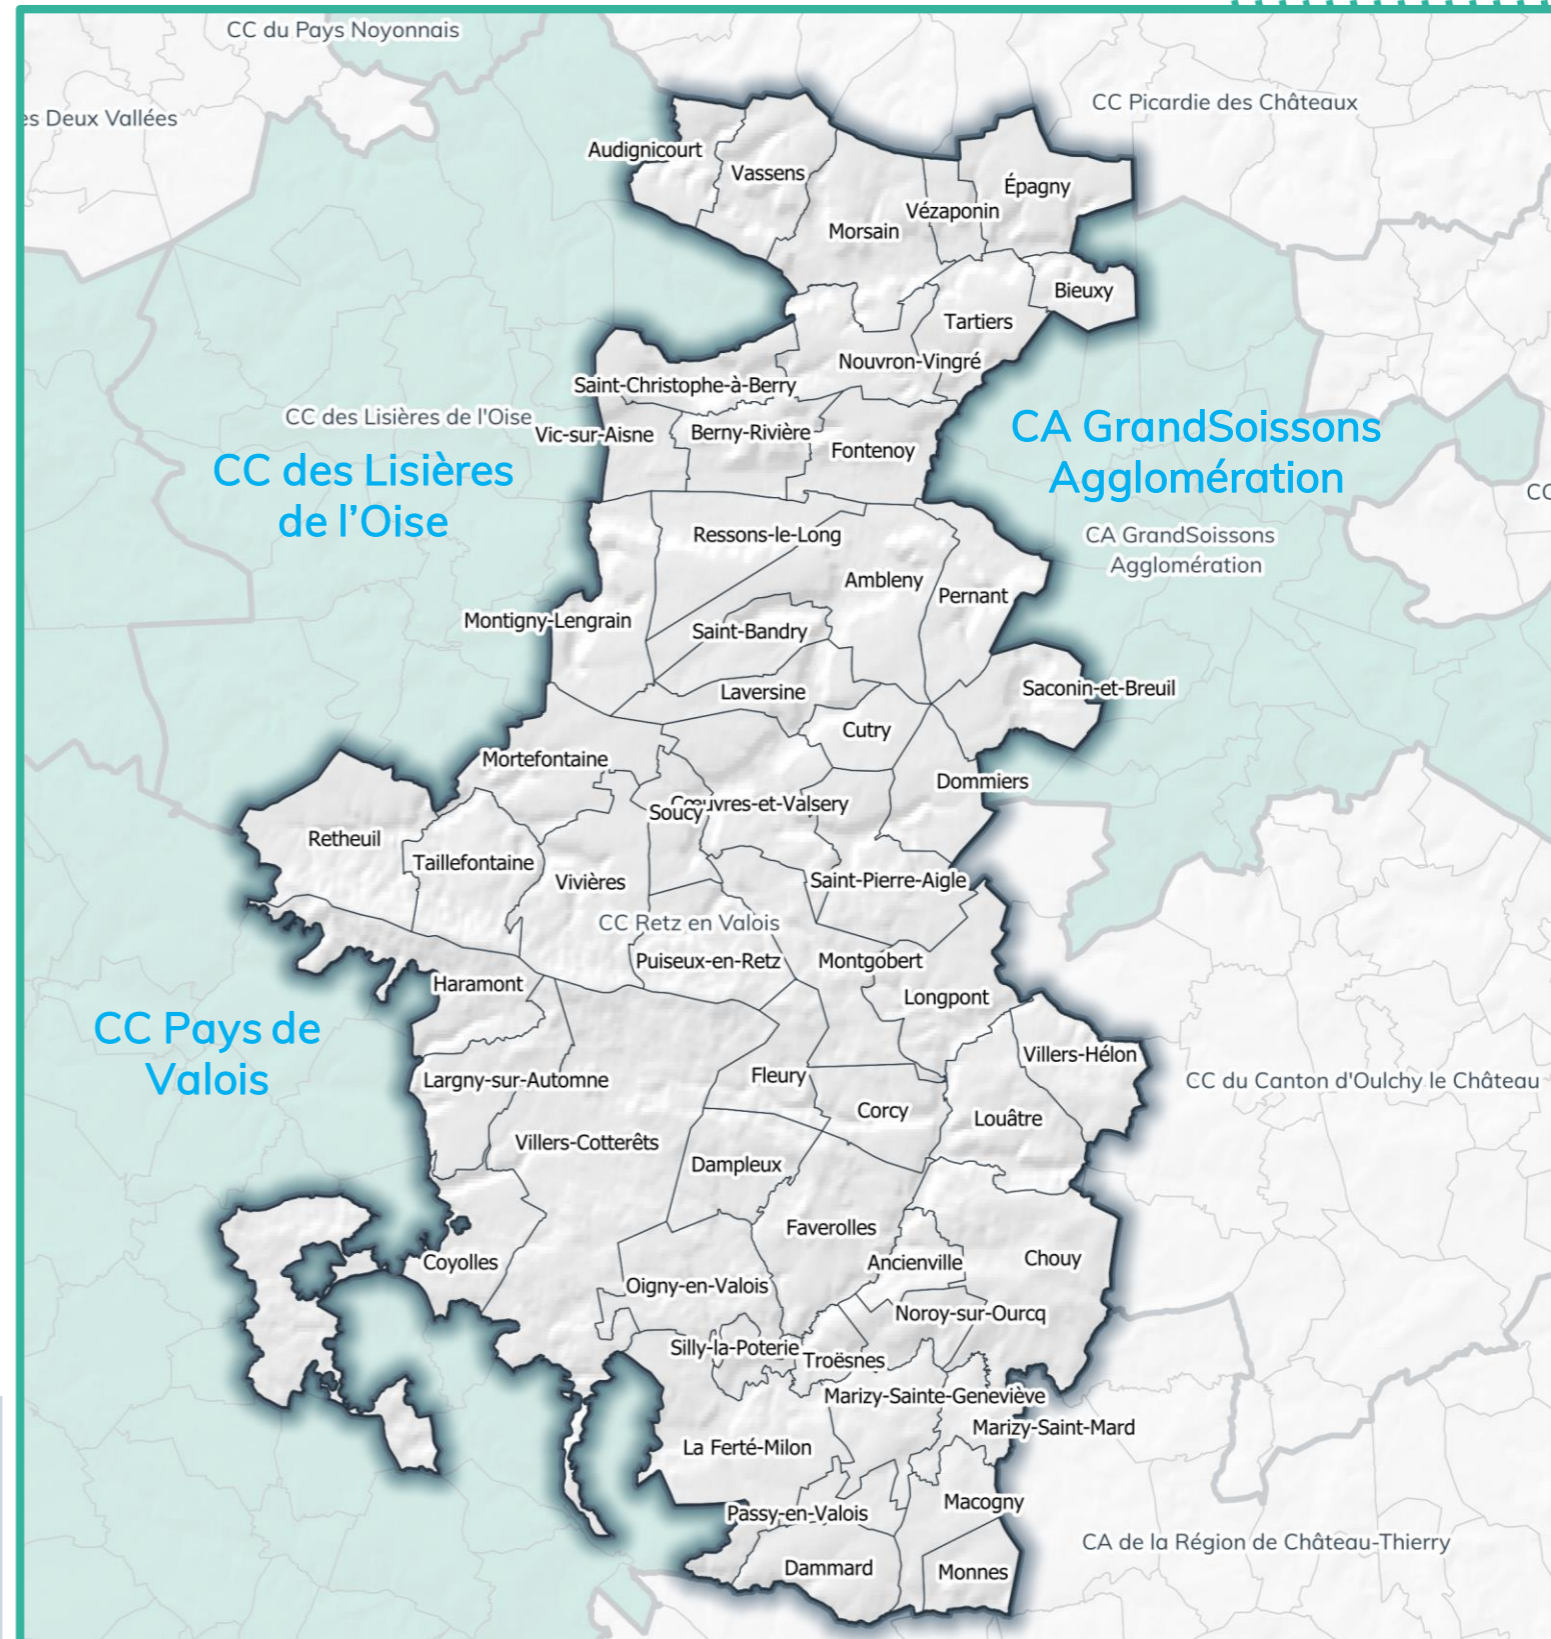 CC du Pays Noyonnais
es Deux Vallées
CC Picardie des Châteaux
Audignicourt
Vassens
Épagny
Vézaponin
Morsain
Bieuxy
Tartiers
Nouvron-Vingré
Saint-Christophe-à-Berry
CC des Lisières de l'Oise
Vic-sur-Aisne
Berny-Rivière
Fontenoy
CC des Lisières
de l'Oise
CA GrandSoissons
Agglomération
CC
CA GrandSoissons
Agglomération
Ressons-le-Long
Ambleny
Pernant
Montigny-Lengrain
Saint-Bandry
Laversine
Saconin-et-Breuil
Cutry
Mortefontaine
Dommiers
Soucy
Cœuvres-et-Valsery
Retheuil
Taillefontaine
Vivières
Saint-Pierre-Aigle
CC Retz en Valois
Puiseux-en-Retz
Montgobert
Haramont
Longpont
CC Pays de
Valois
Villers-Hélon
Largny-sur-Automne
Fleury
CC du Canton d'Oulchy le Château
Corcy
Louâtre
Villers-Cotterêts
Dampleux
Faverolles
Coyolles
Ancienville
Chouy
Oigny-en-Valois
Noroy-sur-Ourcq
Silly-la-Poterie
Troësnes
Marizy-Sainte-Geneviève
Marizy-Saint-Mard
La Ferté-Milon
Macogny
Passy-en-Valois
CA de la Région de Château-Thierry
Dammard
Monnes